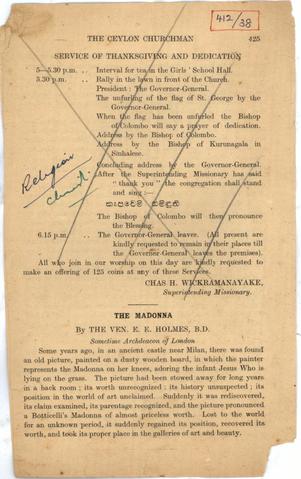 412/38
THE CEYLON CHURCHMAN 425
SERVICE OF THANKSGIVING AND DEDICATION
5—5.30 p.m. .. Interval for tea in the Girls' School Hall.
5.30 p.m. .. Rally in the lawn in front of the Church.
President : The Governor-General.
The unfurling of the flag of St. George by the
Governor-General.
When the flag has been unfurled the Bishop
of Colombo will say a prayer of dedication.
Address by the Bishop of Colombo.
Address by the Bishop of Kurunagala in
Sinhalese.
Concluding address by the Governor-General.
After the Superintending Missionary has said
"thank you" the congregation shall stand
and sing :—
The Bishop of Colombo will then pronounce
the Blessing.
6.15 p.m. .. The Governor-General leaves. (All present are
kindly requested to remain in their places till
the Governor-General leaves the premises).
All who join in our worship on this day are kindly requested to
make an offering of 125 coins at any of these Services.
CHAS H. WICKRAMANAYAKE,
Superintending Missionary.
Religion
THE MADONNA
By THE VEN. E. E. HOLMES, B.D.
Sometime Archdeacon of London
Some years ago, in an ancient castle near Milan, there was found
an old picture, painted on a dusty wooden board, in which the painter
represents the Madonna on her knees, adoring the infant Jesus Who is
lying on the grass. The picture had been stowed away for long years
in a back room ; its worth unrecognized ; its history unsuspected ; its
position in the world of art unclaimed. Suddenly it was rediscovered,
its claim examined, its parentage recognized, and the picture pronounced
a Botticelli's Madonna of almost priceless worth. Lost to the world
for an unknown period, it suddenly regained its position, recovered its
worth, and took its proper place in the galleries of art and beauty.